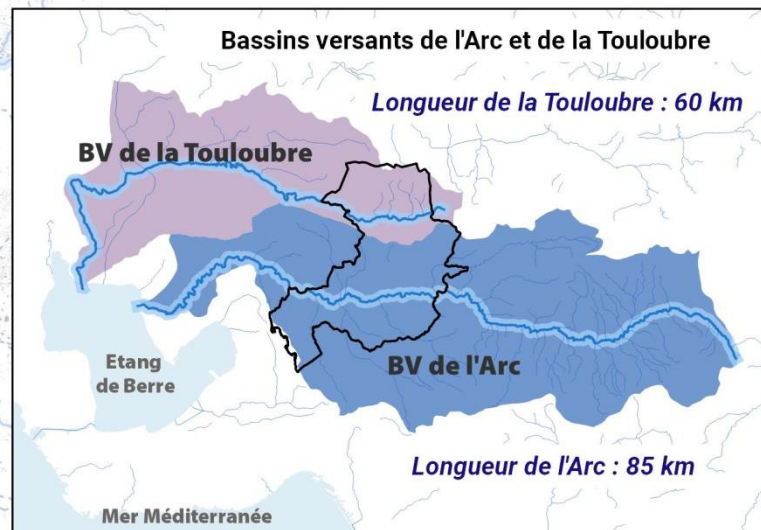 Bassins versants de l'Arc et de la Touloubre
Longueur de la Touloubre : 60 km
BV de la Touloubre
Etang
de Berre
BV de l'Arc
Longueur de l'Arc : 85 km
Mer Méditerranée